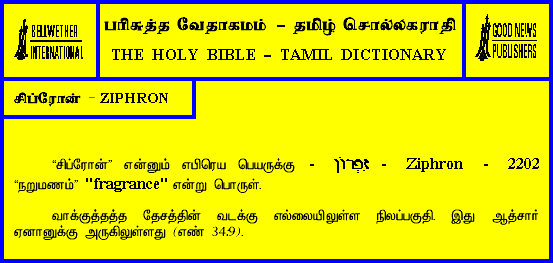 BELLWETHER
INTERNATIONAL
பரிசுத்த வேதாகமம் - தமிழ் சொல்லகராதி
THE HOLY BIBLE – TAMIL DICTIONARY
GOOD NEWS
PUBLISHERS
சிப்ரோன் - ZIPHRON
“சிப்ரோன்” என்னும் எபிரெய பெயருக்கு - זִפְרוֹן - Ziphron - 2202
“நறுமணம்” "fragrance" என்று பொருள்.
வாக்குத்தத்த தேசத்தின் வடக்கு எல்லையிலுள்ள நிலப்பகுதி. இது ஆத்சார்
ஏனானுக்கு அருகிலுள்ளது (எண் 34:9).